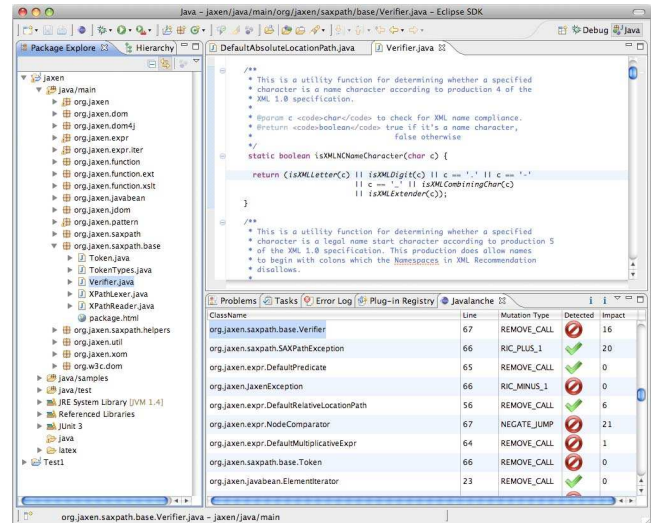 Java - jaxen/java/main/org/jaxen/saxpath/base/Verifier.java - Eclipse SDK
Debug Java
Package Explore Hierarchy
jaxen
java/main
org.jaxen
org.jaxen.dom
org.jaxen.dom4j
org.jaxen.expr
org.jaxen.expr.iter
org.jaxen.function
org.jaxen.function.ext
org.jaxen.function.xslt
org.jaxen.javabean
org.jaxen.jdom
org.jaxen.pattern
org.jaxen.saxpath
org.jaxen.saxpath.base
Token.java
TokenTypes.java
Verifier.java
XPathLexer.java
XPathReader.java
package.html
org.jaxen.saxpath.helpers
org.jaxen.util
org.jaxen.xom
org.w3c.dom
java/samples
java/test
JRE System Library [JVM 1.4]
Referenced Libraries
JUnit 3
java
latex
Test1
DefaultAbsoluteLocationPath.java Verifier.java
/**
* This is a utility function for determining whether a specified
* character is a name character according to production 4 of the
* XML 1.0 specification.
*
* @param c <code>char</code> to check for XML name compliance.
* @return <code>boolean</code> true if it's a name character,
* false otherwise
*/
static boolean isXMLNCNameCharacter(char c) {
return (isXMLLetter(c) || isXMLDigit(c) || c == '.' || c == '-'
|| c == '_' || isXMLCombiningChar(c)
|| isXMLExtender(c));
}
/**
* This is a utility function for determining whether a specified
* character is a legal name start character according to production 5
* of the XML 1.0 specification. This production does allow names
* to begin with colons which the Namespaces in XML Recommendation
* disallows.
*
Problems Tasks Error Log Plug-in Registry Javalanche
ClassName Line Mutation Type Detected Impact
org.jaxen.saxpath.base.Verifier 67 REMOVE_CALL 16
org.jaxen.saxpath.SAXPathException 66 RIC_PLUS_1 20
org.jaxen.expr.DefaultPredicate 65 REMOVE_CALL 0
org.jaxen.JaxenException 66 RIC_MINUS_1 0
org.jaxen.expr.DefaultRelativeLocationPath 56 REMOVE_CALL 6
org.jaxen.expr.NodeComparator 67 NEGATE_JUMP 21
org.jaxen.expr.DefaultMultiplicativeExpr 64 REMOVE_CALL 1
org.jaxen.saxpath.base.Token 66 REMOVE_CALL 0
org.jaxen.javabean.ElementIterator 23 REMOVE_CALL 0
org.jaxen.saxpath.base.Verifier.java - jaxen/java/main